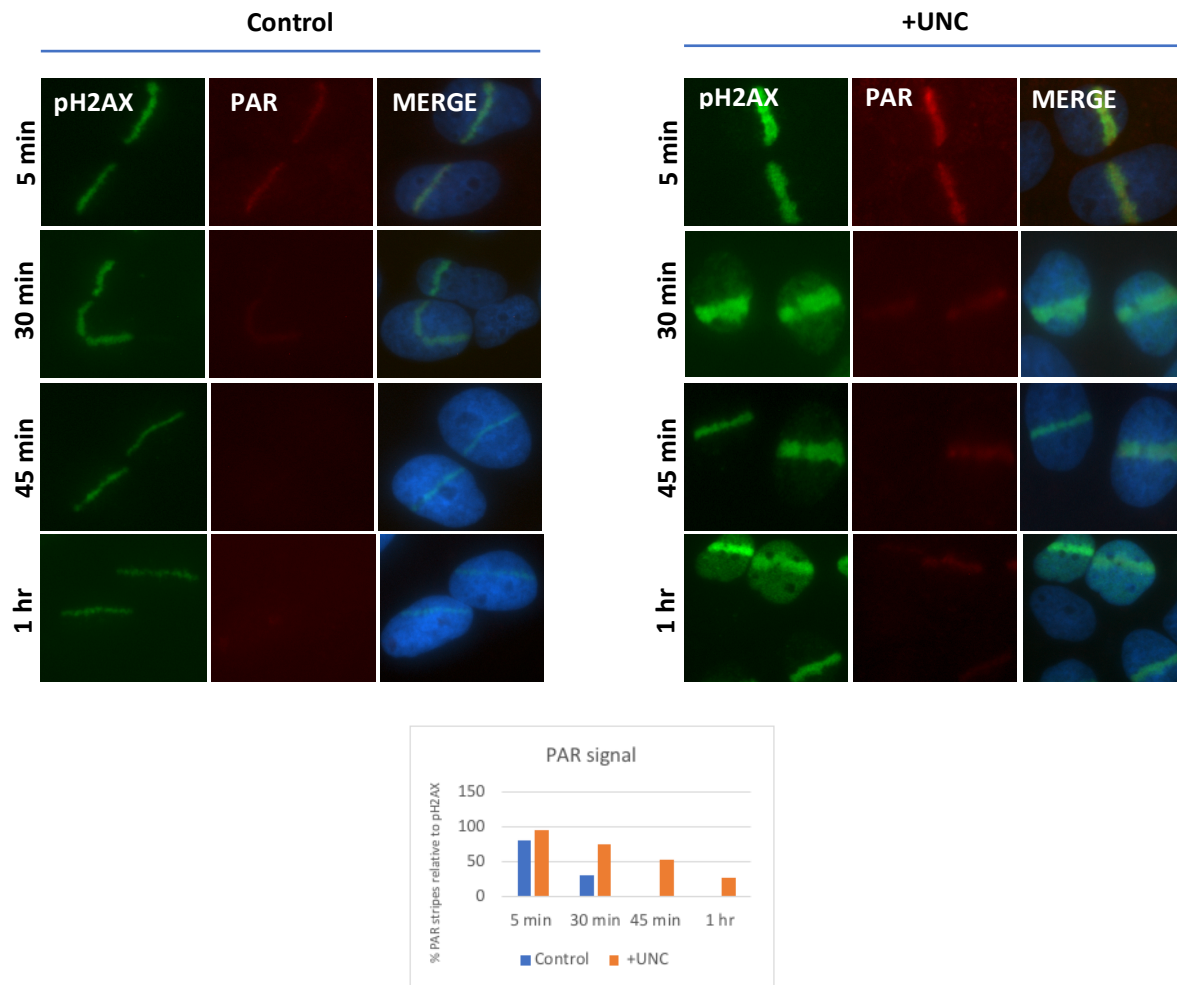 Control
+UNC
pH2AX PAR MERGE
pH2AX PAR MERGE
5 min
5 min
30 min
30 min
45 min
45 min
1 hr
1 hr
PAR signal
% PAR stripes relative to pH2AX
150
100
50
0
5 min 30 min 45 min 1 hr
Control +UNC